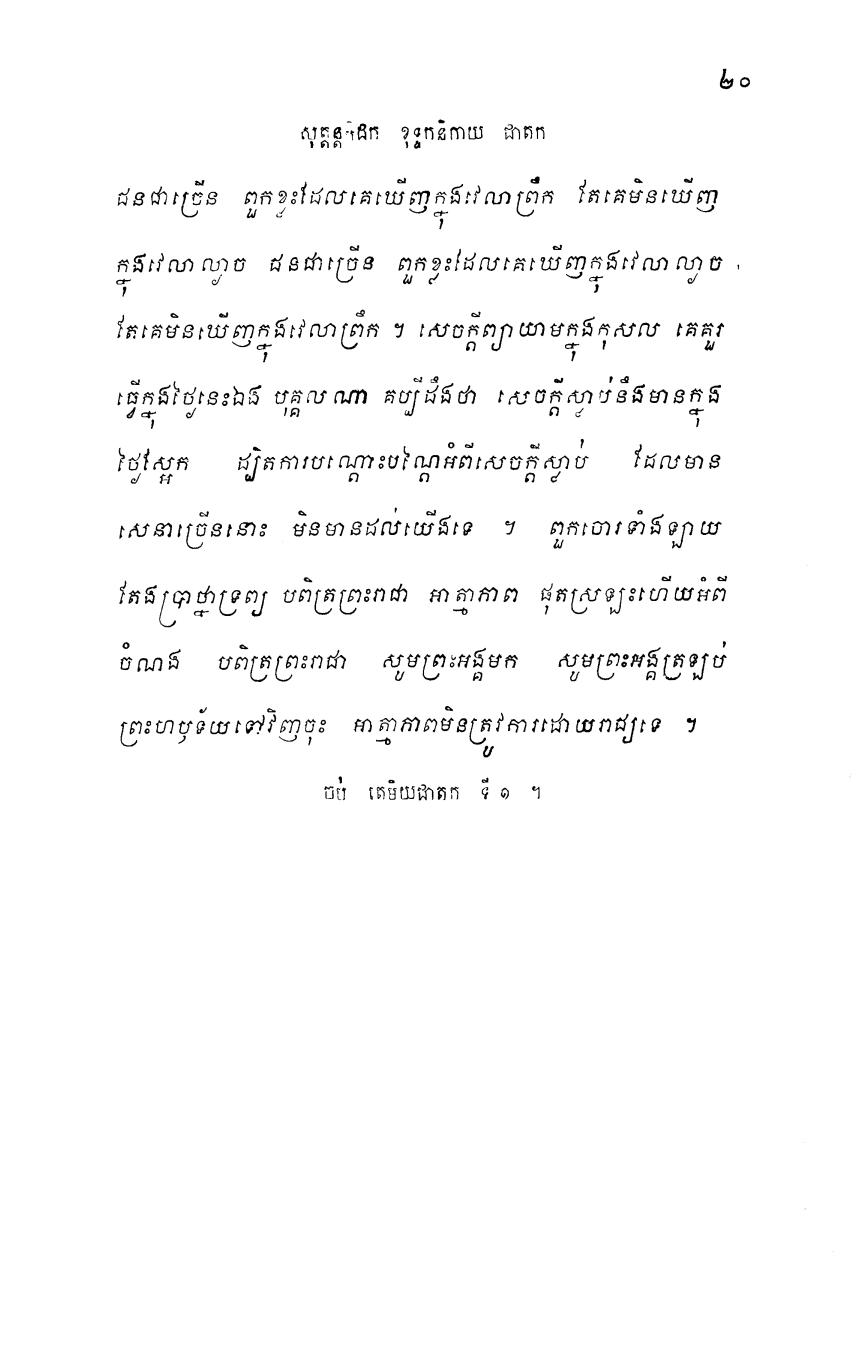 ២០
សុត្តន្តបិដក ខុទ្ទកនិកាយ ជាតក
ជនជាច្រើន ពួកខ្លះដែលគេឃើញក្នុងវេលាព្រឹក តែគេមិនឃើញ
ក្នុងវេលាល្ងាច ជនជាច្រើន ពួកខ្លះដែលគេឃើញក្នុងវេលាល្ងាច
តែគេមិនឃើញក្នុងវេលាព្រឹក ។ សេចក្តីព្យាយាមក្នុងកុសល គេគួរ
ធ្វើក្នុងថ្ងៃនេះឯង បុគ្គលណា គប្បីដឹងថា សេចក្តីស្លាប់នឹងមានក្នុង
ថ្ងៃស្អែក ដ្បិតការបណ្តោះបណ្តៃអំពីសេចក្តីស្លាប់ ដែលមាន
សេនាច្រើននោះ មិនមានដល់យើងទេ ។ ពួកចោរទាំងឡាយ
តែងប្រាថ្នាទ្រព្យ បពិត្រព្រះរាជា អាត្មាភាព ផុតស្រឡះហើយអំពី
ចំណង បពិត្រព្រះរាជា សូមព្រះអង្គមក សូមព្រះអង្គត្រឡប់
ព្រះហឫទ័យទៅវិញចុះ អាត្មាភាពមិនត្រូវការដោយរាជ្យទេ ។
ចប់ តេមិយជាតក ទី ១ ។